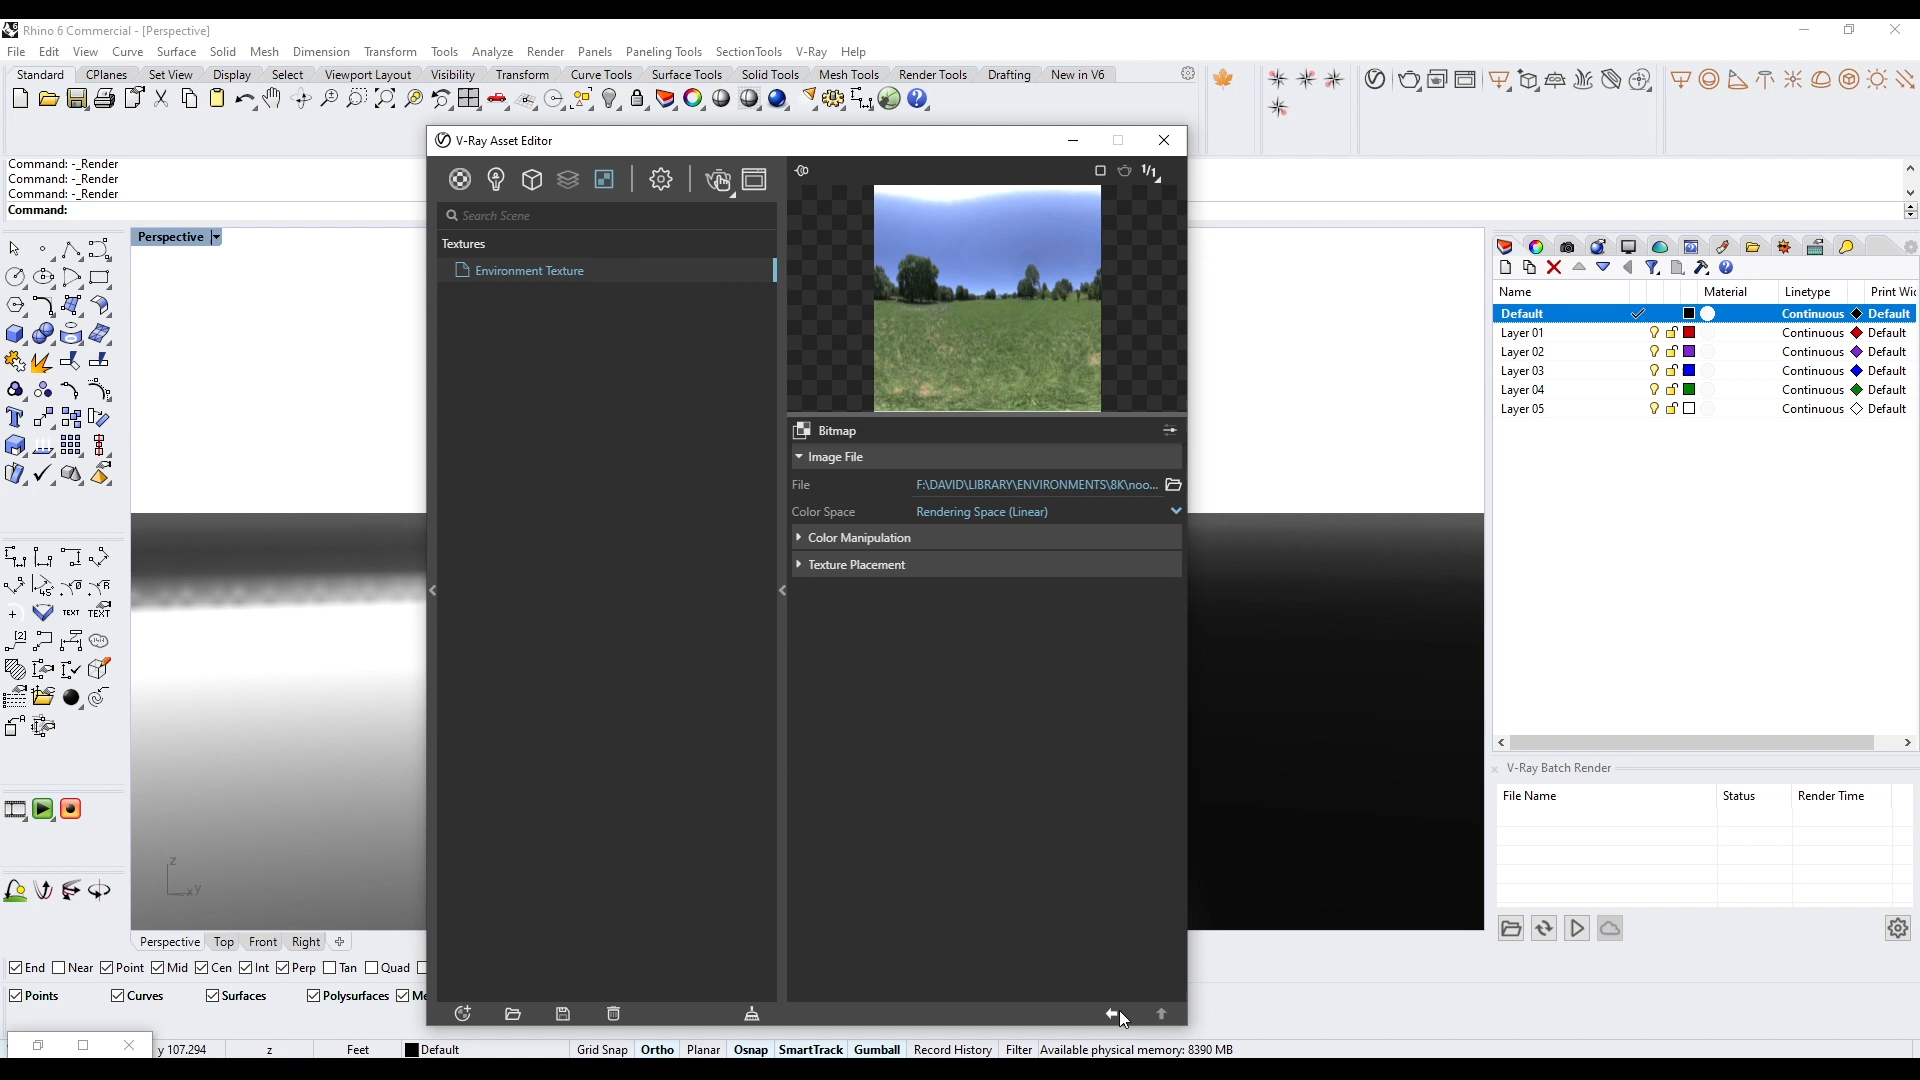 Rhino 6 Commercial - [Perspective]
File Edit View Curve Surface Solid Mesh Dimension Transform Tools Analyze Render Panels Paneling Tools SectionTools V-Ray Help
Standard CPlanes Set View Display Select Viewport Layout Visibility Transform Curve Tools Surface Tools Solid Tools Mesh Tools Render Tools Drafting New in V6
Command: -_Render
Command: -_Render
Command: -_Render
Command:
Perspective
V-Ray Asset Editor
1/1
Search Scene
Textures
Environment Texture
Bitmap
Image File
File F:\DAVID\LIBRARY\ENVIRONMENTS\8K\noo...
Color Space Rendering Space (Linear)
Color Manipulation
Texture Placement
Name Material Linetype Print Wi
Default Continuous Default
Layer 01 Continuous Default
Layer 02 Continuous Default
Layer 03 Continuous Default
Layer 04 Continuous Default
Layer 05 Continuous Default
V-Ray Batch Render
File Name Status Render Time
z
y
Perspective Top Front Right
End Near Point Mid Cen Int Perp Tan Quad
Points Curves Surfaces Polysurfaces Me
y 107.294 z Feet Default Grid Snap Ortho Planar Osnap SmartTrack Gumball Record History Filter Available physical memory: 8390 MB